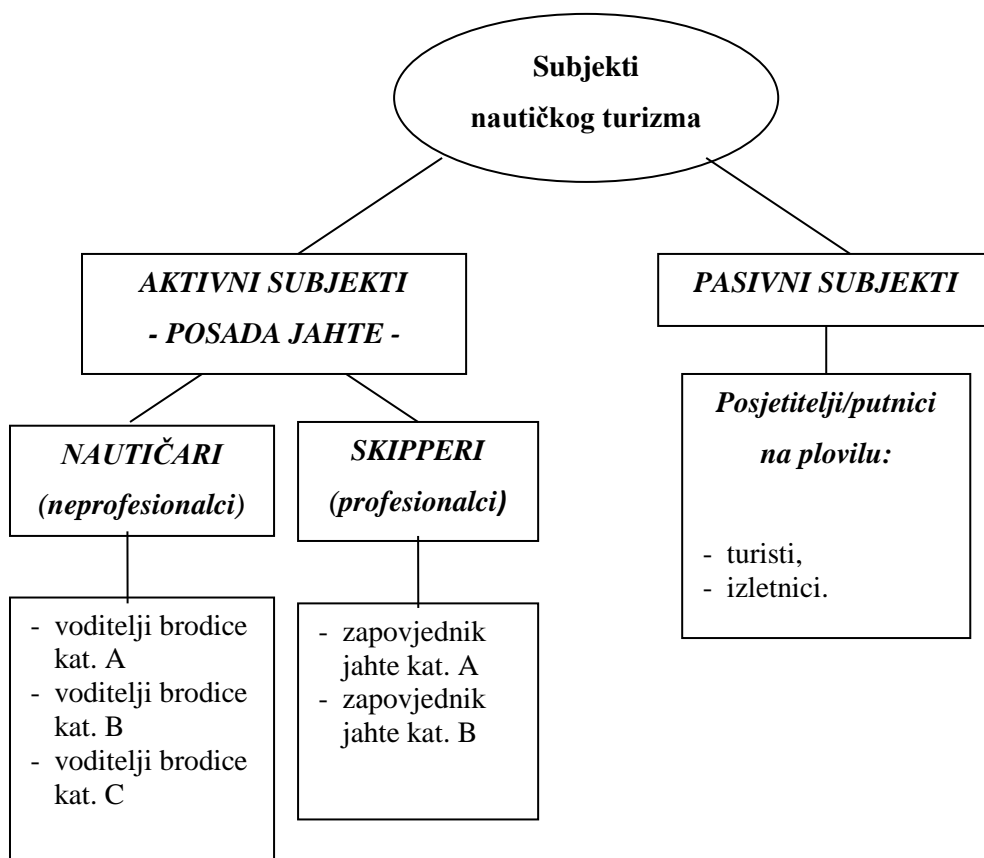 Subjekti
nautičkog turizma
AKTIVNI SUBJEKTI
- POSADA JAHTE -
PASIVNI SUBJEKTI
NAUTIČARI
(neprofesionalci)
SKIPPERI
(profesionalci)
Posjetitelji/putnici
na plovilu:
- turisti,
- izletnici.
- voditelji brodice
kat. A
- voditelji brodice
kat. B
- voditelji brodice
kat. C
- zapovjednik
jahte kat. A
- zapovjednik
jahte kat. B